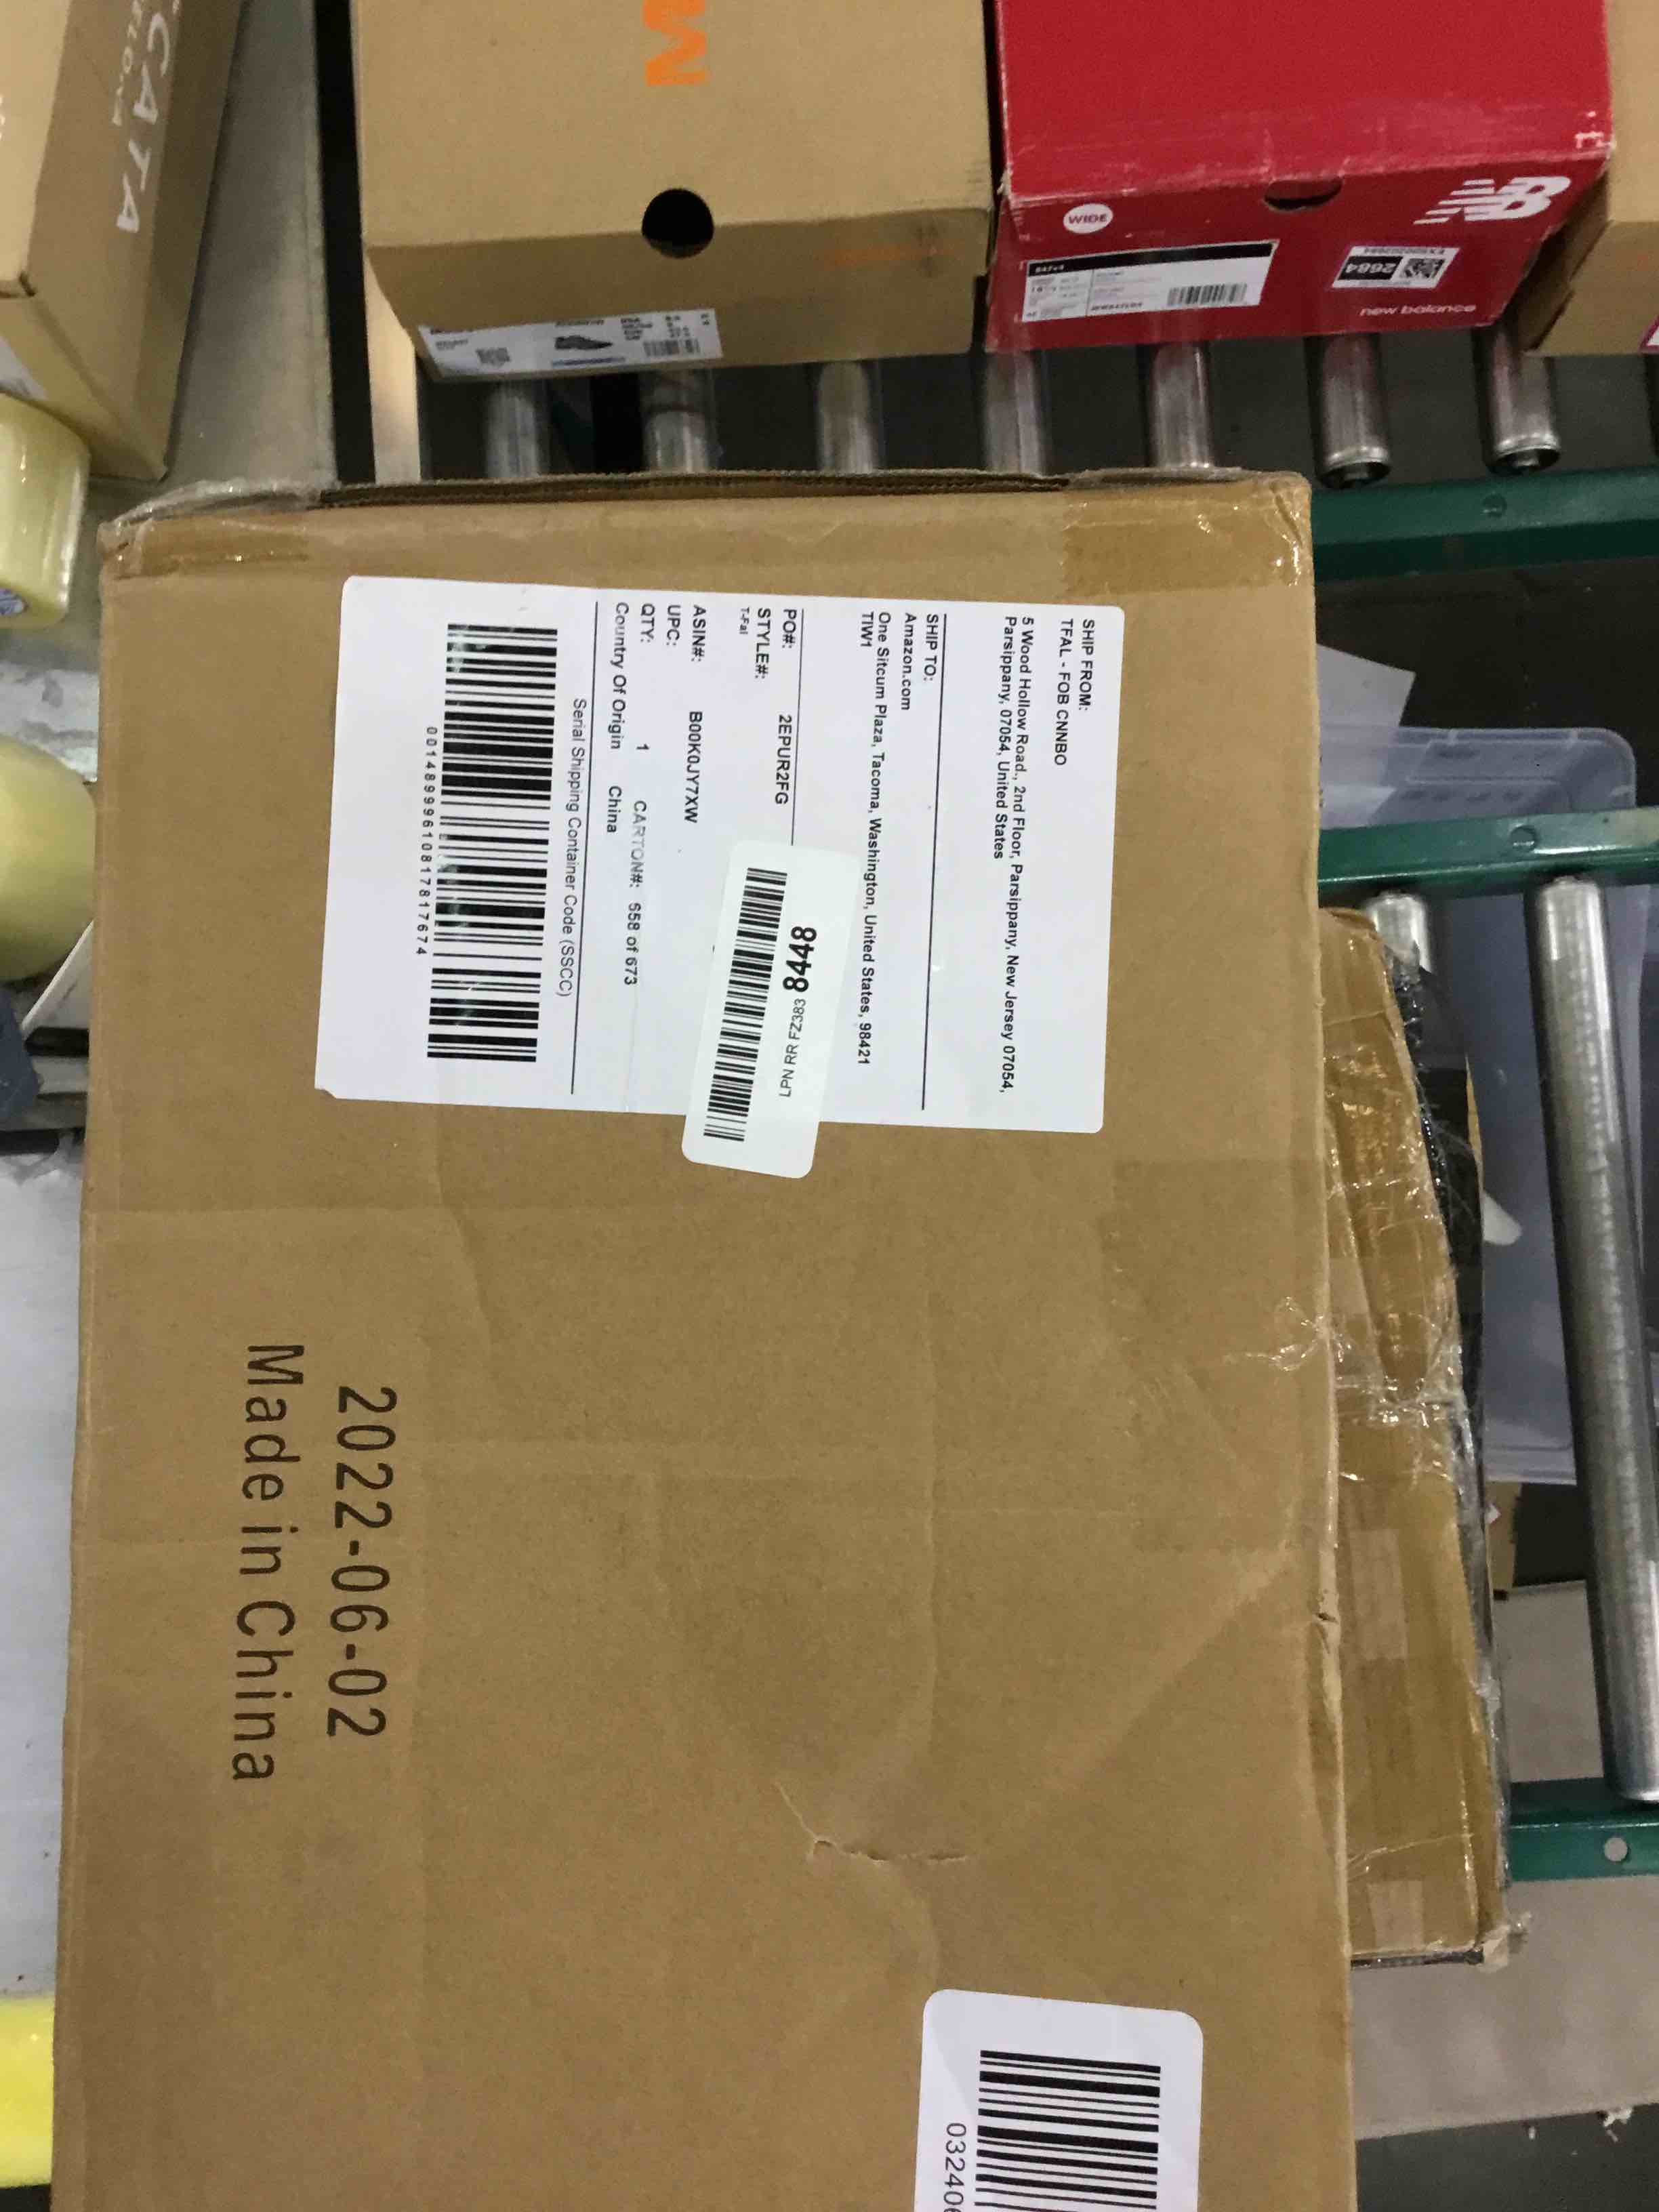 SHIP FROM:
TFAL - FOB CNNBO
5 Wood Hollow Road., 2nd Floor, Parsippany, New Jersey 07054,
Parsippany, 07054, United States
SHIP TO:
Amazon.com
One Sitcum Plaza, Tacoma, Washington, United States, 98421
TIW1
PO#: 2EPUR2FG
STYLE#:
T-Fal
ASIN#: B00K0JY7XW
UPC:
QTY: 1 CARTON#: 658 of 673
Country Of Origin China
Serial Shipping Container Code (SSCC)
00148999610817817674
LPN RR FZ383
8448
2022-06-02
Made in China
WIDE
NB
2684
new balance
CATA